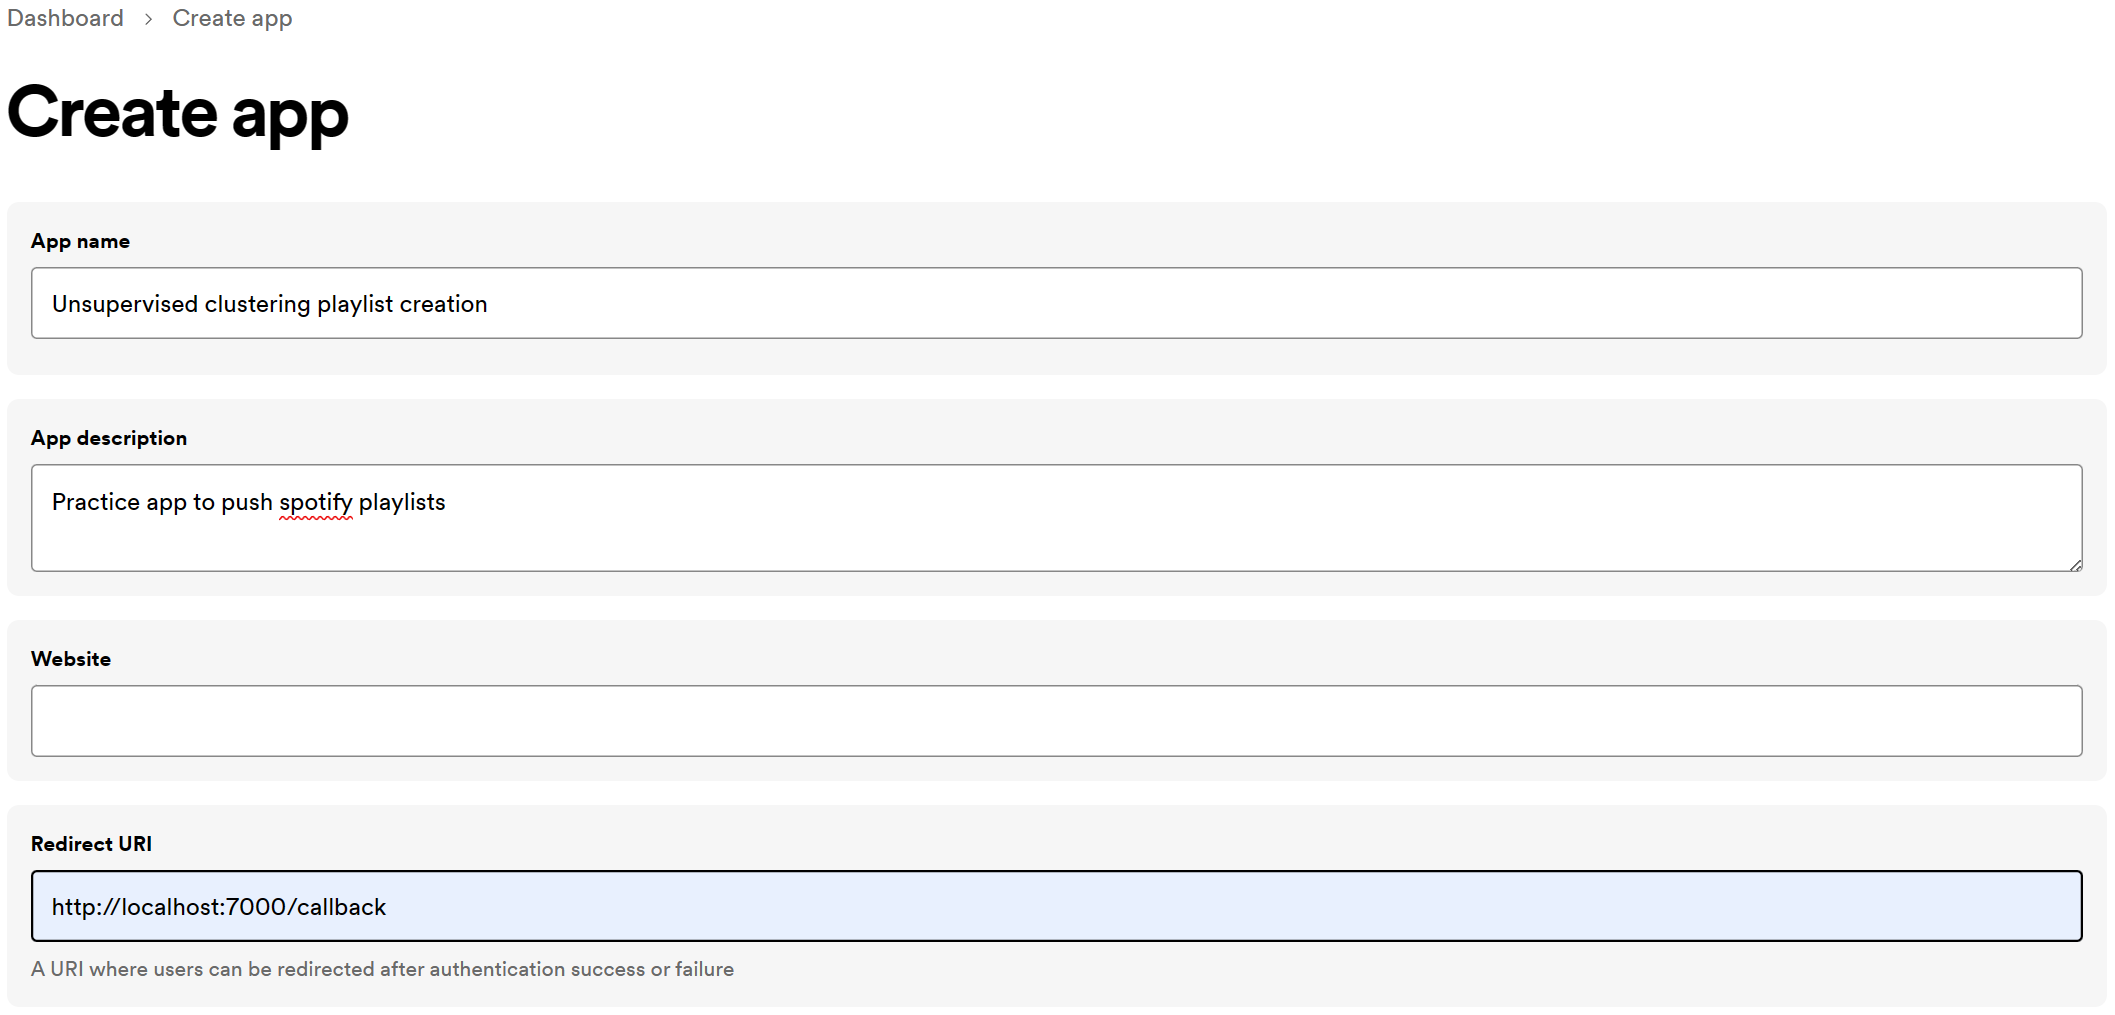 Dashboard > Create app
Create app
App name
Unsupervised clustering playlist creation
App description
Practice app to push spotify playlists
Website
Redirect URI
http://localhost:7000/callback
A URI where users can be redirected after authentication success or failure